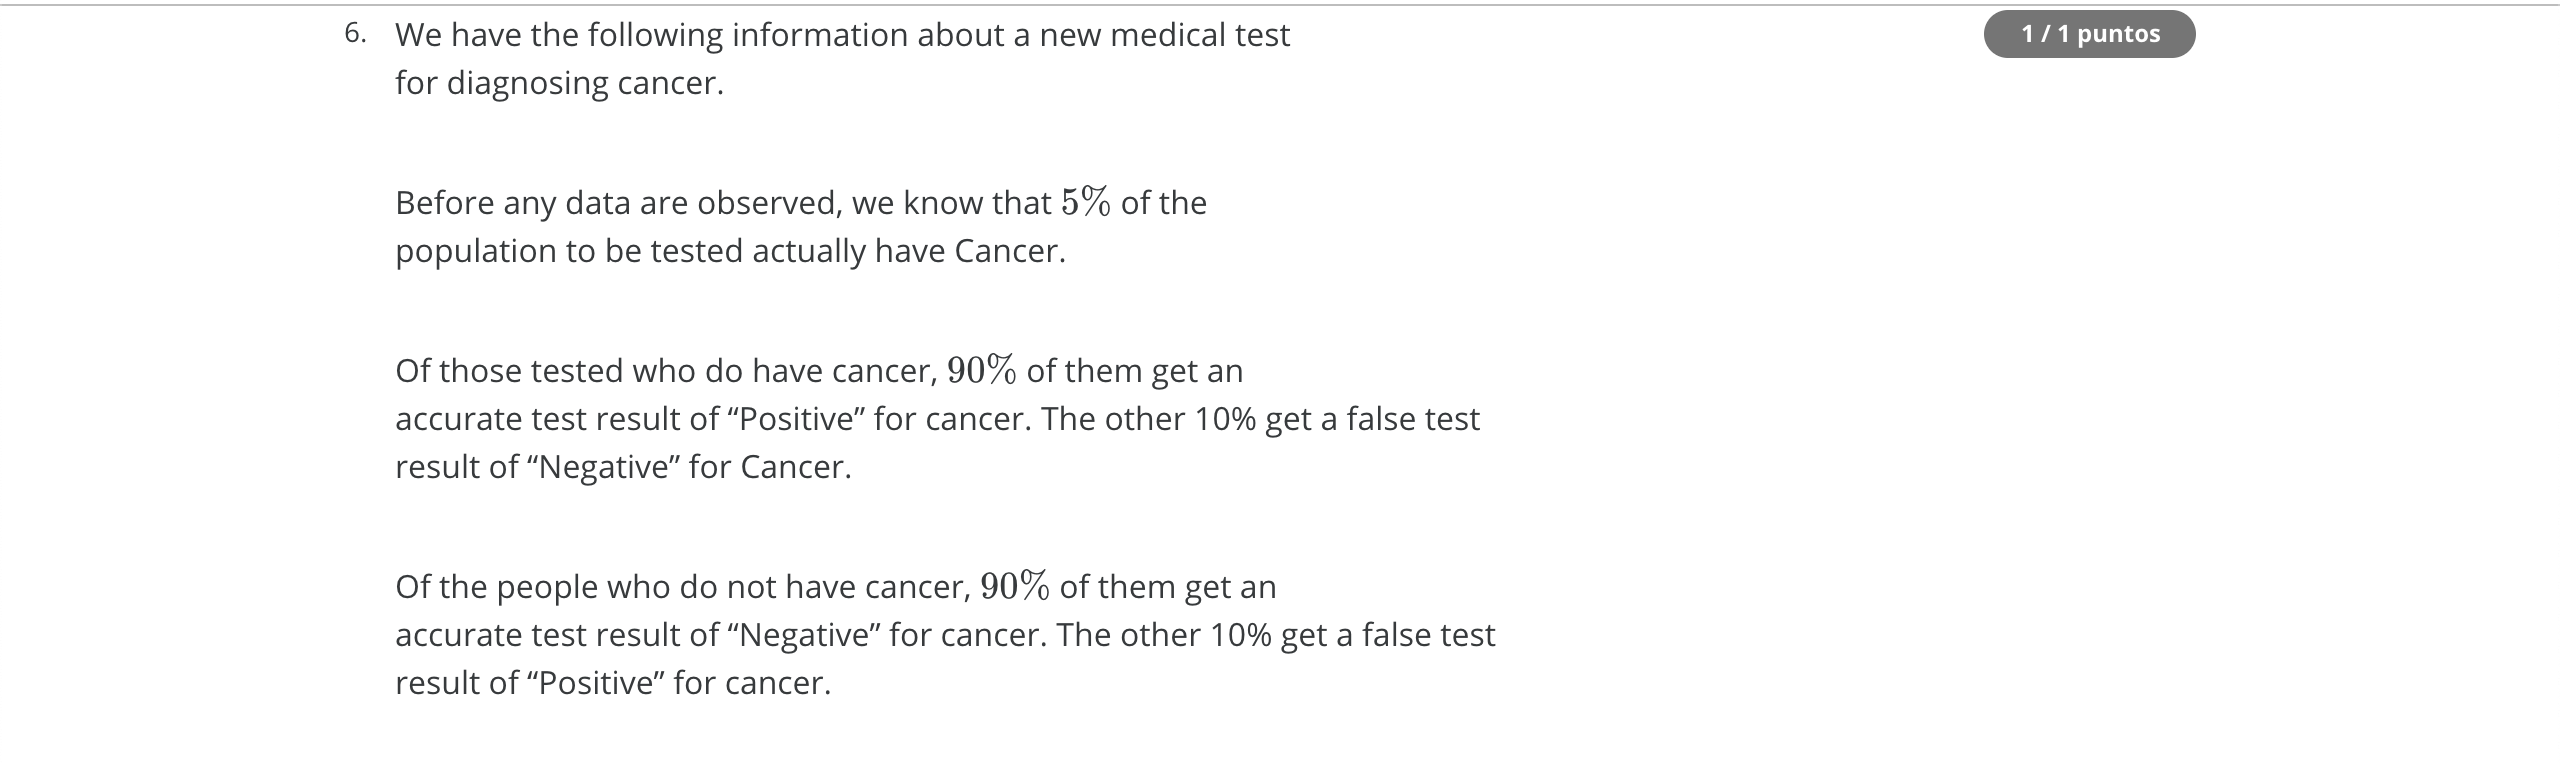 6. We have the following information about a new medical test
1 / 1 puntos
for diagnosing cancer.
Before any data are observed, we know that 5% of the
population to be tested actually have Cancer.
Of those tested who do have cancer, 90% of them get an
accurate test result of “Positive” for cancer. The other 10% get a false test
result of “Negative” for Cancer.
Of the people who do not have cancer, 90% of them get an
accurate test result of “Negative” for cancer. The other 10% get a false test
result of “Positive” for cancer.